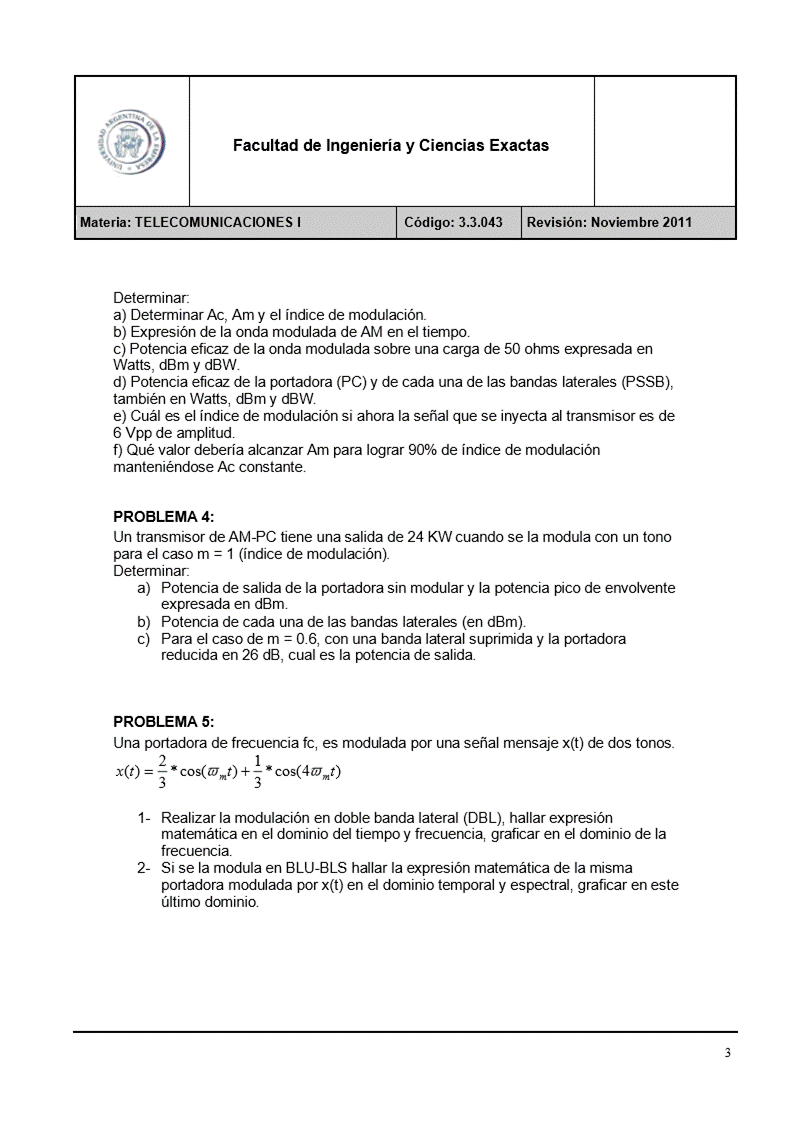 UNIVERSIDAD ARGENTINA DE LA EMPRESA
Facultad de Ingeniería y Ciencias Exactas
Materia: TELECOMUNICACIONES I
Código: 3.3.043
Revisión: Noviembre 2011
Determinar:
a) Determinar Ac, Am y el índice de modulación.
b) Expresión de la onda modulada de AM en el tiempo.
c) Potencia eficaz de la onda modulada sobre una carga de 50 ohms expresada en
Watts, dBm y dBW.
d) Potencia eficaz de la portadora (PC) y de cada una de las bandas laterales (PSSB),
también en Watts, dBm y dBW.
e) Cuál es el índice de modulación si ahora la señal que se inyecta al transmisor es de
6 Vpp de amplitud.
f) Qué valor debería alcanzar Am para lograr 90% de índice de modulación
manteniéndose Ac constante.
PROBLEMA 4:
Un transmisor de AM-PC tiene una salida de 24 KW cuando se la modula con un tono
para el caso m = 1 (índice de modulación).
Determinar:
a) Potencia de salida de la portadora sin modular y la potencia pico de envolvente
expresada en dBm.
b) Potencia de cada una de las bandas laterales (en dBm).
c) Para el caso de m = 0.6, con una banda lateral suprimida y la portadora
reducida en 26 dB, cual es la potencia de salida.
PROBLEMA 5:
Una portadora de frecuencia fc, es modulada por una señal mensaje x(t) de dos tonos.
x(t) = 2/3 * cos(ϖₘt) + 1/3 * cos(4ϖₘt)
1- Realizar la modulación en doble banda lateral (DBL), hallar expresión
matemática en el dominio del tiempo y frecuencia, graficar en el dominio de la
frecuencia.
2- Si se la modula en BLU-BLS hallar la expresión matemática de la misma
portadora modulada por x(t) en el dominio temporal y espectral, graficar en este
último dominio.
3